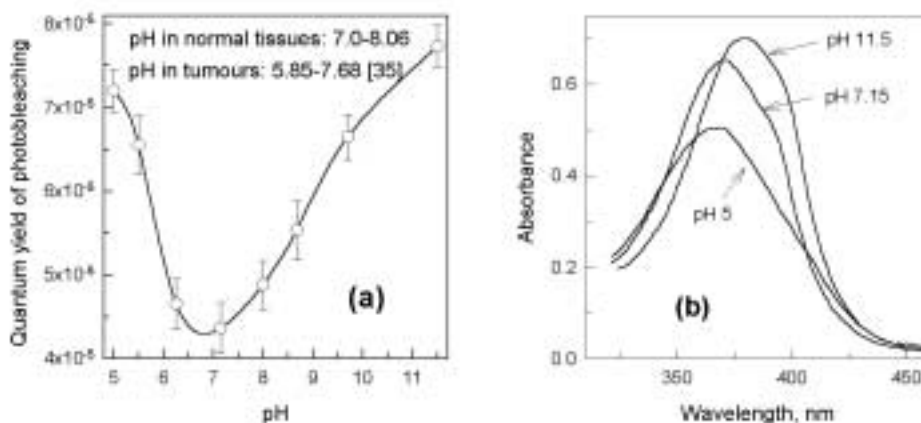 8x10⁻⁵
7x10⁻⁵
6x10⁻⁵
5x10⁻⁵
4x10⁻⁵
Quantum yield of photobleaching
pH in normal tissues: 7.0-8.06
pH in tumours: 5.85-7.68 [35]
(a)
5 6 7 8 9 10 11
pH
0.6
0.4
0.2
0.0
Absorbance
pH 11.5
pH 7.15
pH 5
(b)
350 400 450
Wavelength, nm